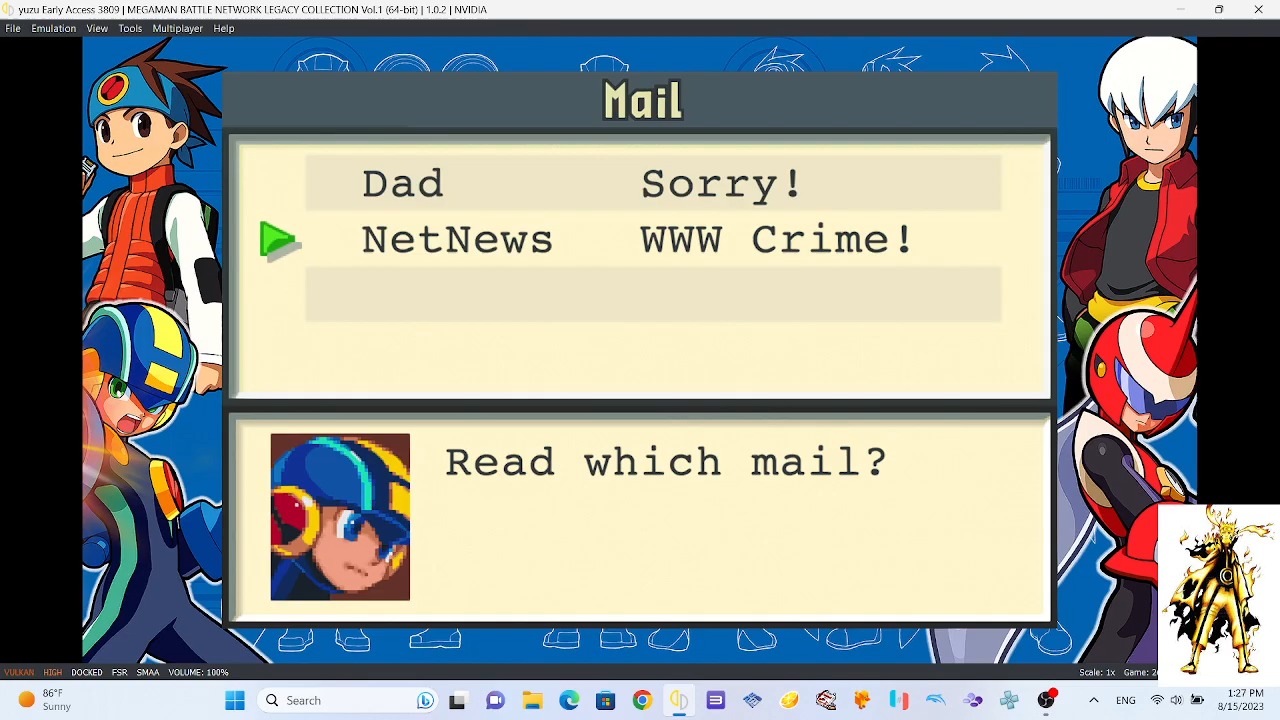 yuzu Early Access 3809 | MEGAMAN BATTLE NETWORK LEGACY COLLECTION Vol.1 (64-bit) | 1.0.2 | NVIDIA
File Emulation View Tools Multiplayer Help
Mail
Dad Sorry!
NetNews WWW Crime!
Read which mail?
VULKAN HIGH DOCKED FSR SMAA VOLUME: 100% Scale: 1x Game:
86°F
Sunny
Search
ENG
1:27 PM
8/15/2023